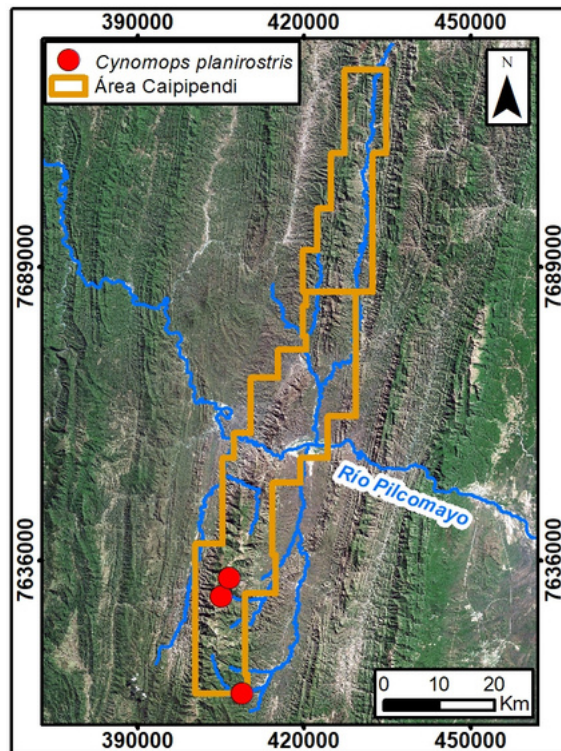 390000 420000 450000
Cynomops planirostris
Área Caipipendi
N
7689000 7689000
Río Pilcomayo
7636000 7636000
0 10 20
Km
390000 420000 450000